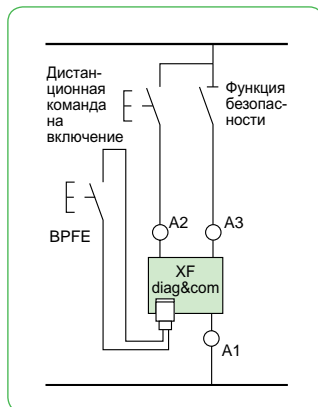 Дистан-
ционная
команда
на
включение
Функция
безопас-
ности
BPFE
A2
A3
XF
diag&com
A1